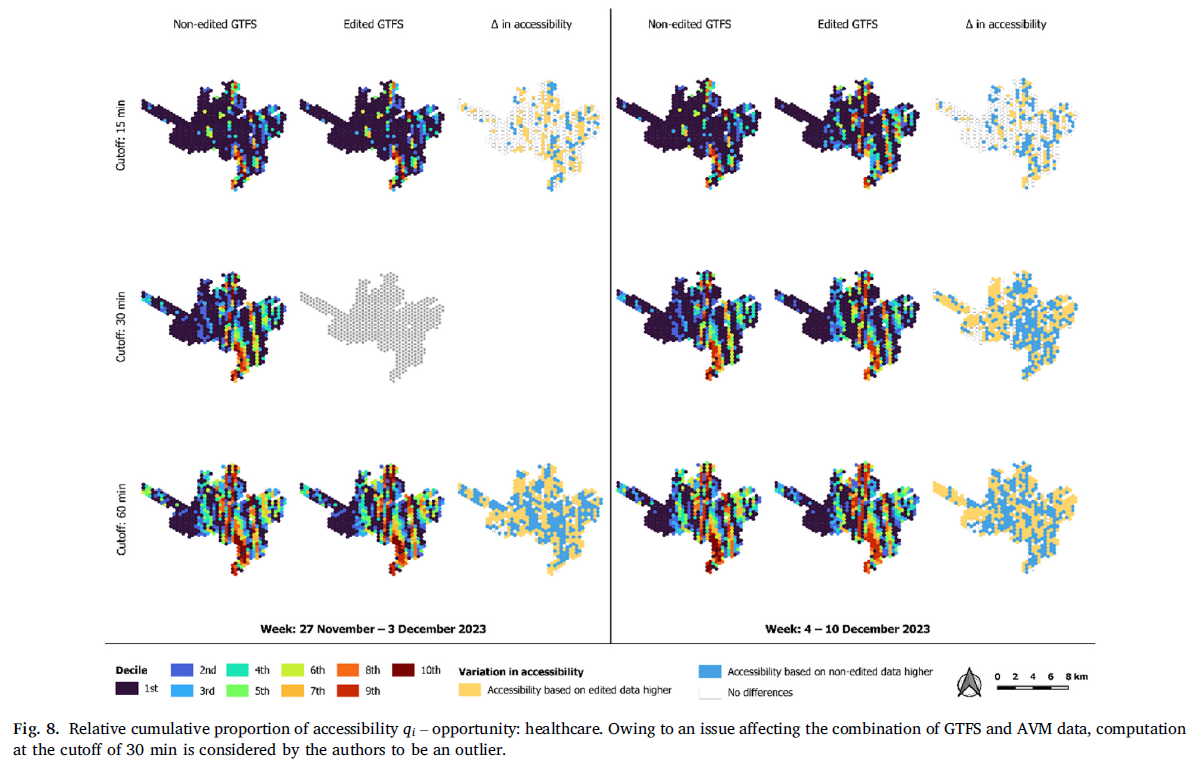 Non-edited GTFS Edited GTFS Δ in accessibility Non-edited GTFS Edited GTFS Δ in accessibility
Cutoff: 15 min
Cutoff: 30 min
Cutoff: 60 min
Week: 27 November – 3 December 2023 Week: 4 – 10 December 2023
Decile 2nd 4th 6th 8th 10th Variation in accessibility Accessibility based on non-edited data higher 0 2 4 6 8 km
1st 3rd 5th 7th 9th Accessibility based on edited data higher No differences
Fig. 8. Relative cumulative proportion of accessibility qi – opportunity: healthcare. Owing to an issue affecting the combination of GTFS and AVM data, computation
at the cutoff of 30 min is considered by the authors to be an outlier.